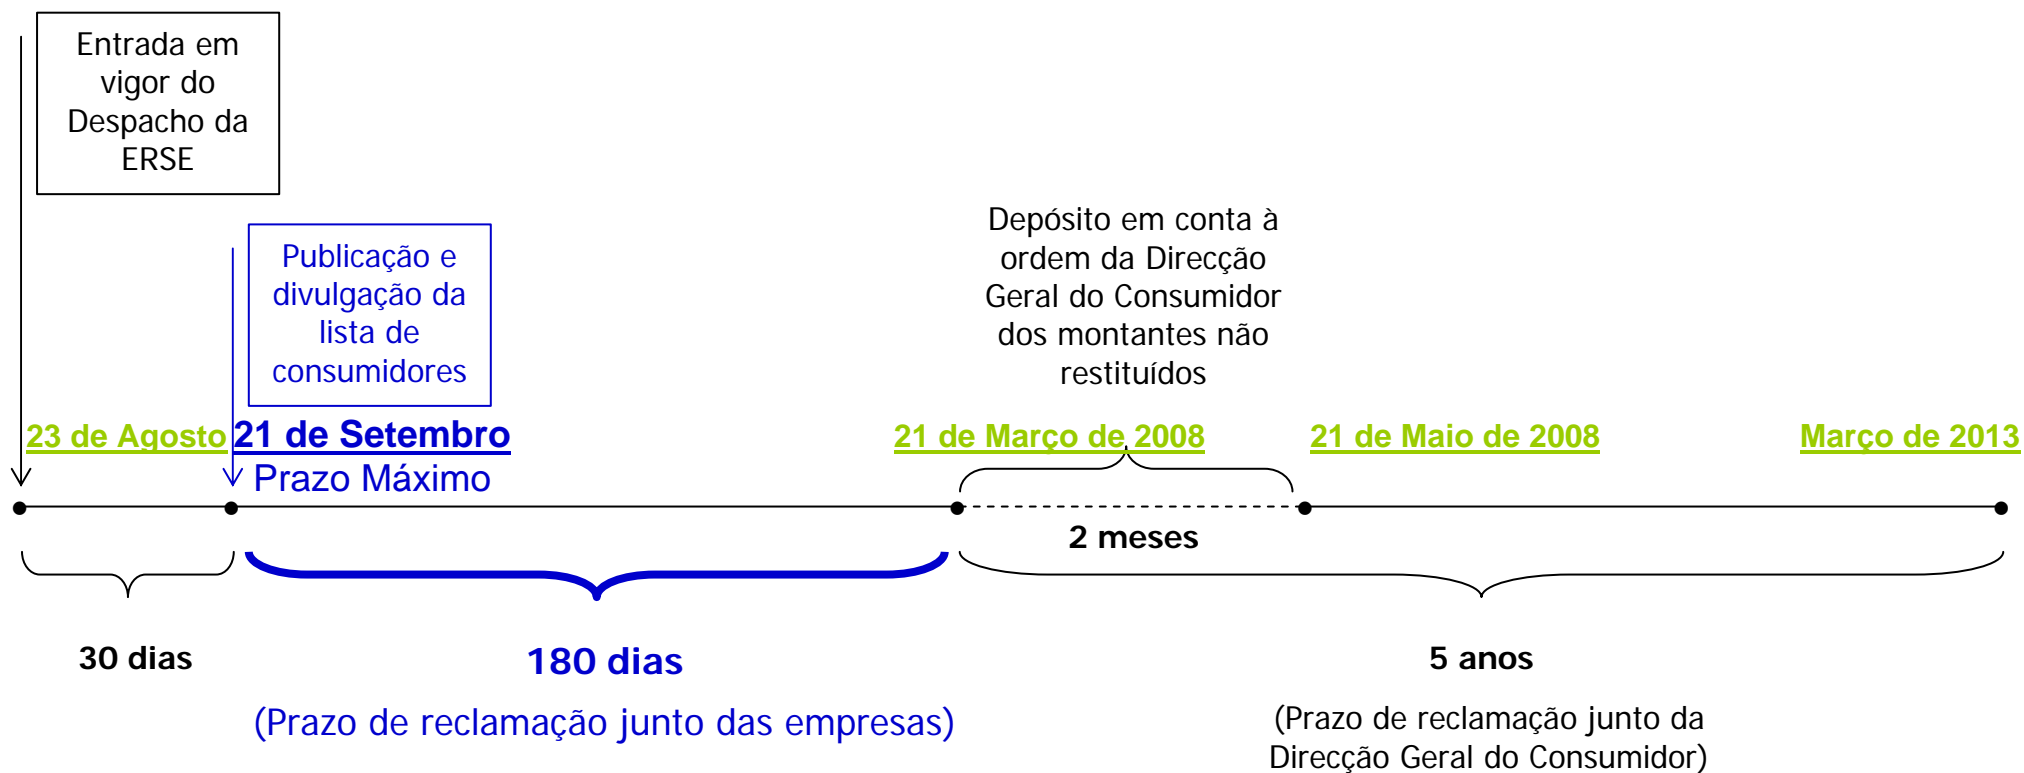 Entrada em
vigor do
Despacho da
ERSE
Publicação e
divulgação da
lista de
consumidores
Depósito em conta à
ordem da Direcção
Geral do Consumidor
dos montantes não
restituídos
23 de Agosto
21 de Setembro
Prazo Máximo
21 de Março de 2008
21 de Maio de 2008
Março de 2013
2 meses
30 dias
180 dias
(Prazo de reclamação junto das empresas)
5 anos
(Prazo de reclamação junto da
Direcção Geral do Consumidor)